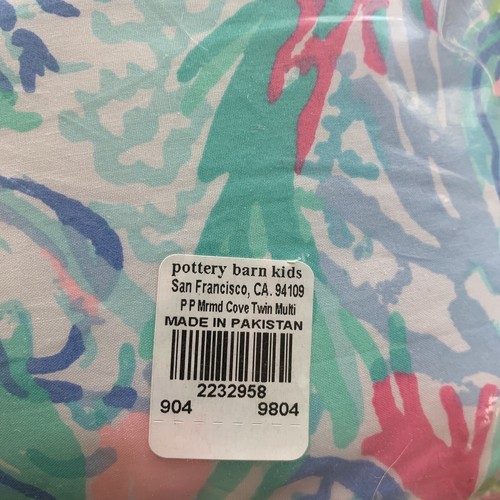 pottery barn kids
San Francisco, CA. 94109
P P Mrmd Cove Twin Multi
MADE IN PAKISTAN
2232958
904 9804